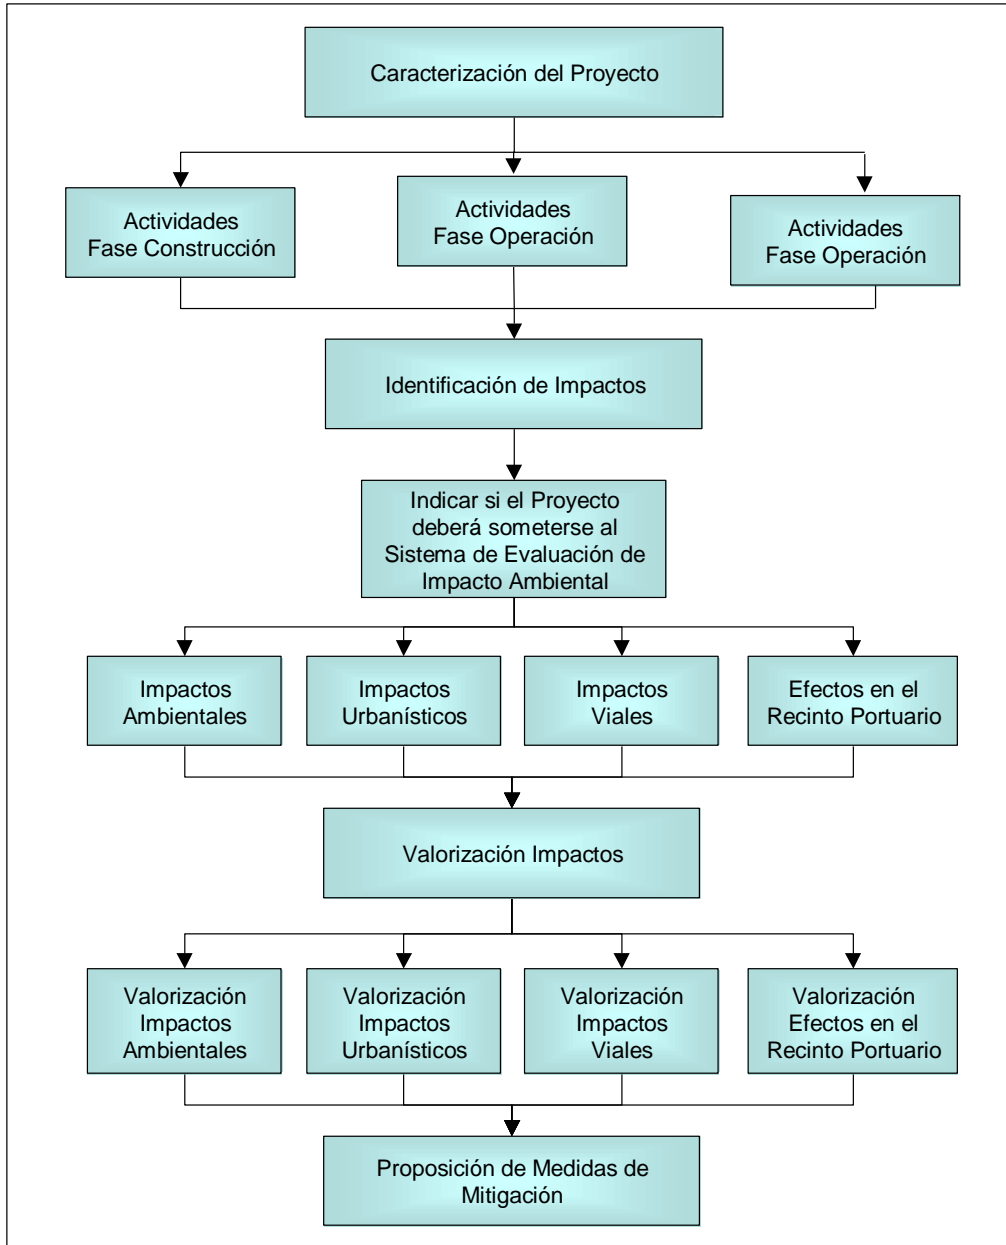 Caracterización del Proyecto
Actividades
Fase Construcción
Actividades
Fase Operación
Actividades
Fase Operación
Identificación de Impactos
Indicar si el Proyecto
deberá someterse al
Sistema de Evaluación de
Impacto Ambiental
Impactos
Ambientales
Impactos
Urbanísticos
Impactos
Viales
Efectos en el
Recinto Portuario
Valorización Impactos
Valorización
Impactos
Ambientales
Valorización
Impactos
Urbanísticos
Valorización
Impactos
Viales
Valorización
Efectos en el
Recinto Portuario
Proposición de Medidas de
Mitigación